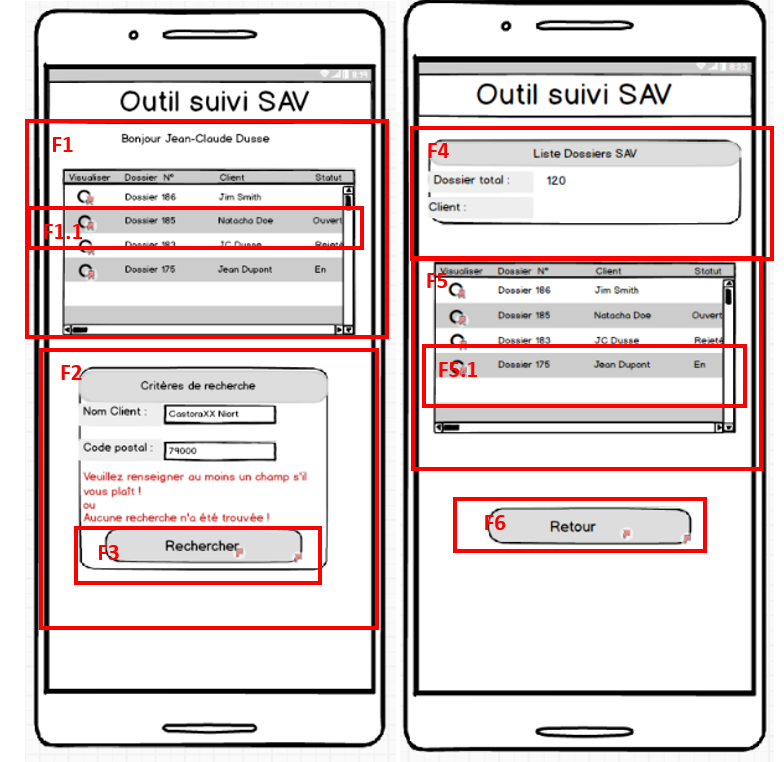 8:23
Outil suivi SAV
F1
Bonjour Jean-Claude Dusse
Visualiser Dossier N° Client Statut
Dossier 186 Jim Smith
F1.1
Dossier 185 Natacha Doe Ouvert
Dossier 183 JC Dusse Rejeté
Dossier 175 Jean Dupont En
F2
Critères de recherche
Nom Client : CastoraXX Niort
Code postal : 79000
Veuillez renseigner au moins un champ s'il
vous plaît !
ou
Aucune recherche n'a été trouvée !
F3
Rechercher
8:23
Outil suivi SAV
F4
Liste Dossiers SAV
Dossier total : 120
Client :
F5
Visualiser Dossier N° Client Statut
Dossier 186 Jim Smith
Dossier 185 Natacha Doe Ouvert
Dossier 183 JC Dusse Rejeté
F5.1
Dossier 175 Jean Dupont En
F6
Retour